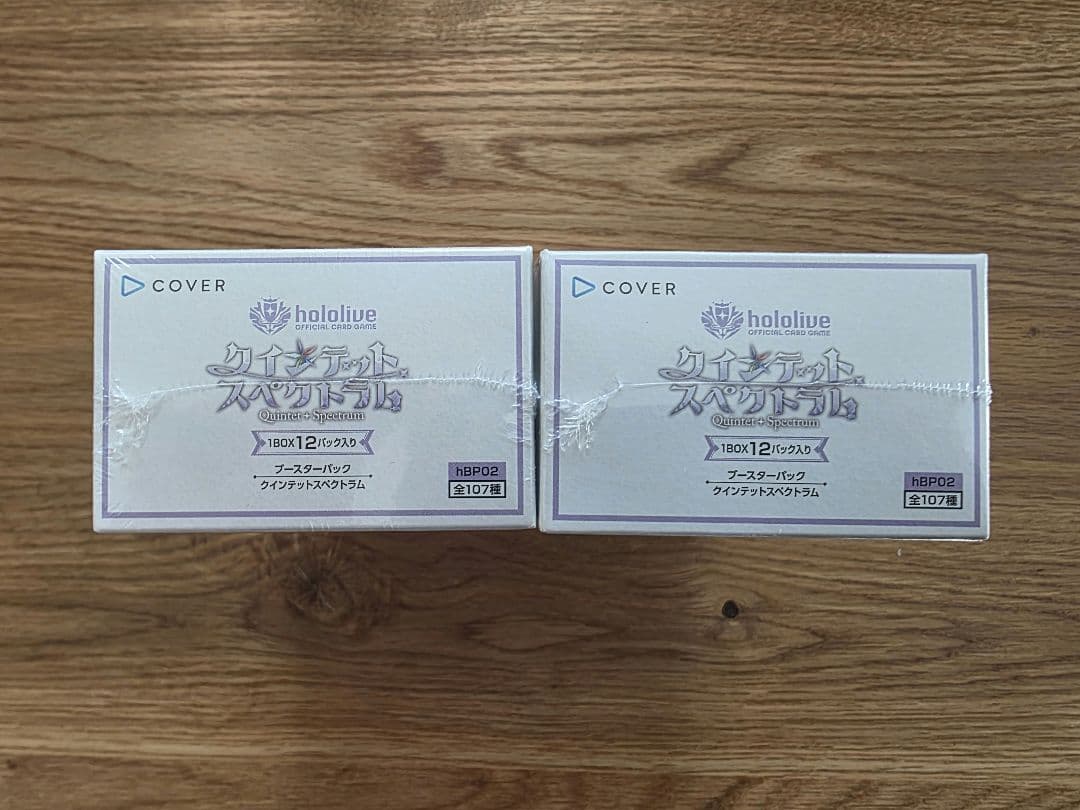 COVER
hololive
OFFICIAL CARD GAME
クインテット
スペクトラム
Quintet+Spectrum
1BOX12パック入り
ブースターパック
クインテットスペクトラム
hBP02
全107種
COVER
hololive
OFFICIAL CARD GAME
クインテット
スペクトラム
Quintet+Spectrum
1BOX12パック入り
ブースターパック
クインテットスペクトラム
hBP02
全107種